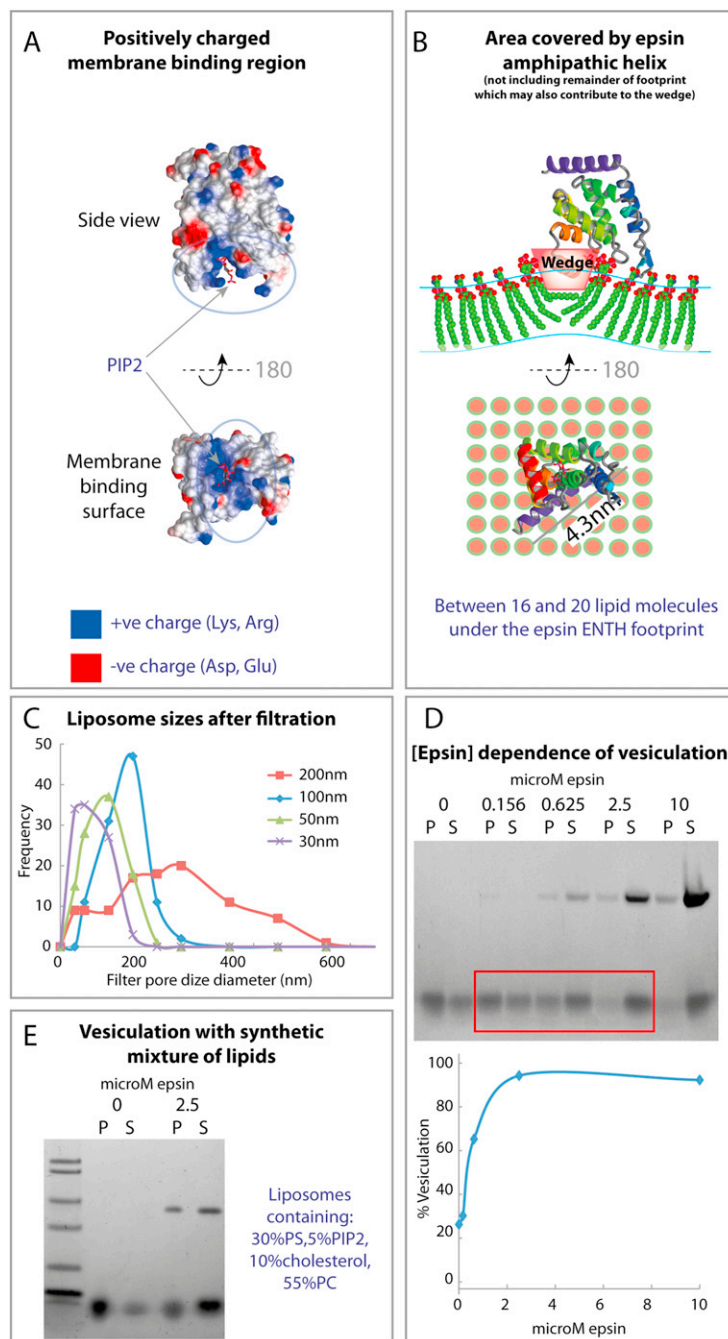 A
Positively charged
membrane binding region
Side view
PIP2
180
Membrane
binding
surface
+ve charge (Lys, Arg)
-ve charge (Asp, Glu)
B
Area covered by epsin
amphipathic helix
(not including remainder of footprint
which may also contribute to the wedge)
Wedge
180
4.3nm
Between 16 and 20 lipid molecules
under the epsin ENTH footprint
C
Liposome sizes after filtration
50
40
30
20
10
0
Frequency
200nm
100nm
50nm
30nm
0 200 400 600
Filter pore dize diameter (nm)
D
[Epsin] dependence of vesiculation
microM epsin
0 0.156 0.625 2.5 10
P S P S P S P S P S
100
80
60
40
20
0
% Vesiculation
0 2 4 6 8 10
microM epsin
E
Vesiculation with synthetic
mixture of lipids
microM epsin
0 2.5
P S P S
Liposomes
containing:
30%PS,5%PIP2,
10%cholesterol,
55%PC